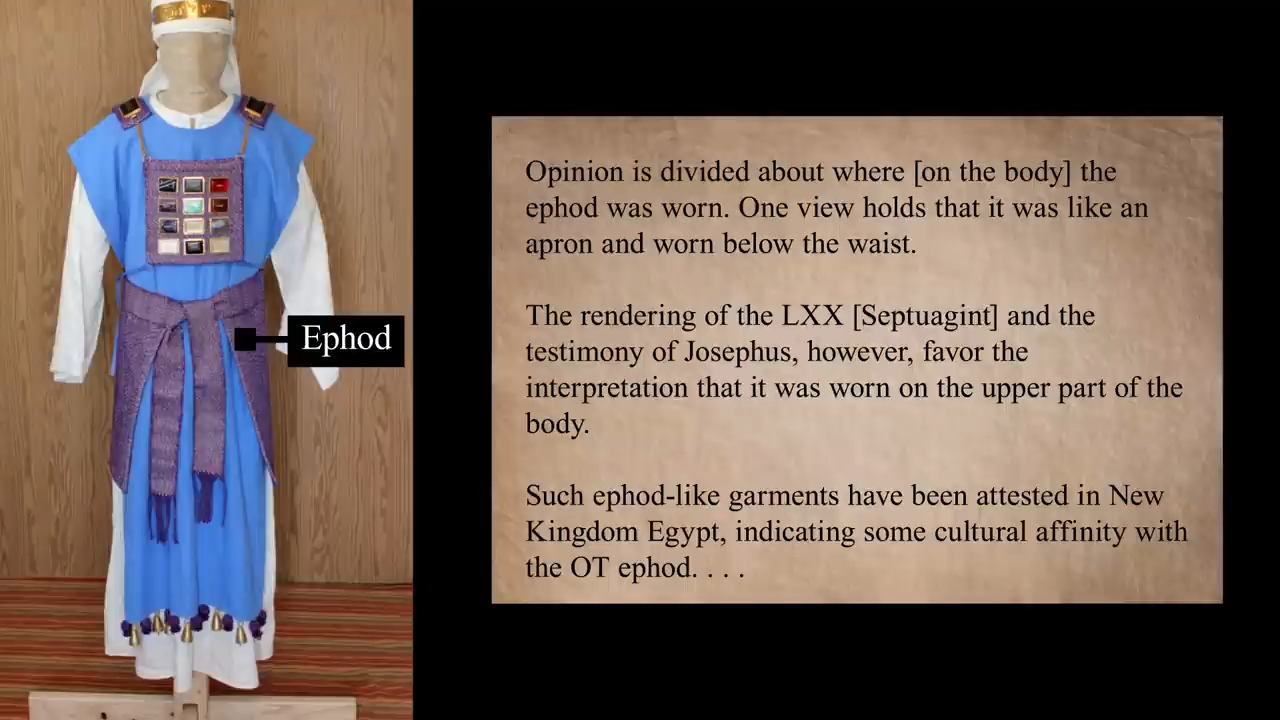 Ephod
Opinion is divided about where [on the body] the
ephod was worn. One view holds that it was like an
apron and worn below the waist.
The rendering of the LXX [Septuagint] and the
testimony of Josephus, however, favor the
interpretation that it was worn on the upper part of the
body.
Such ephod-like garments have been attested in New
Kingdom Egypt, indicating some cultural affinity with
the OT ephod. . . .